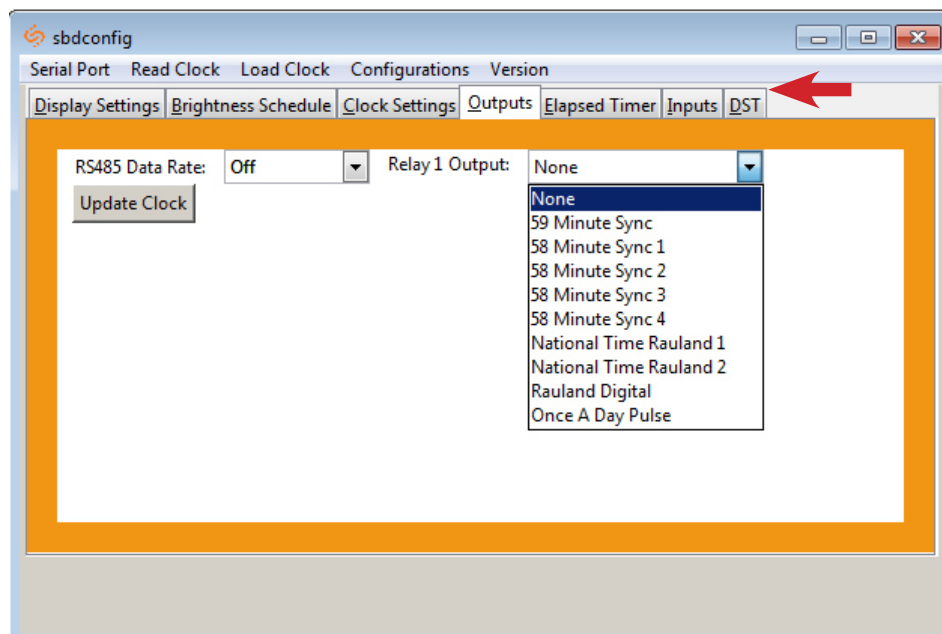 sbdconfig
Serial Port Read Clock Load Clock Configurations Version
Display Settings Brightness Schedule Clock Settings Outputs Elapsed Timer Inputs DST
RS485 Data Rate: Off Relay 1 Output: None
Update Clock
None
59 Minute Sync
58 Minute Sync 1
58 Minute Sync 2
58 Minute Sync 3
58 Minute Sync 4
National Time Rauland 1
National Time Rauland 2
Rauland Digital
Once A Day Pulse